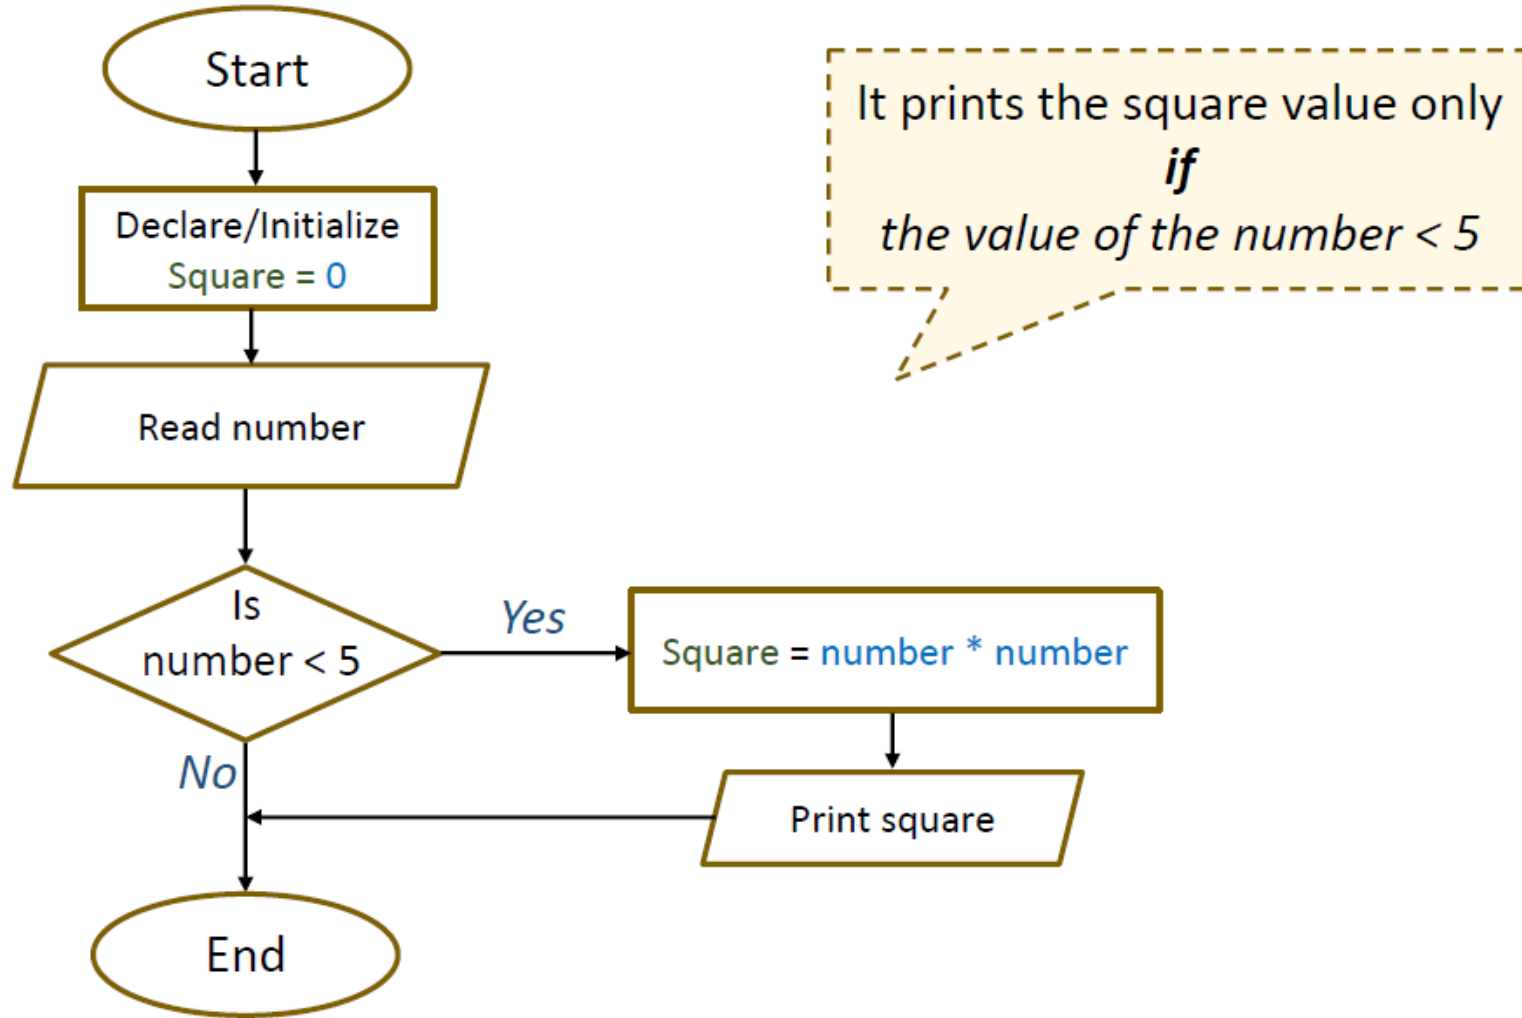 Start
Declare/Initialize
Square = 0
Read number
Is
number < 5
Yes
Square = number * number
No
Print square
End
It prints the square value only
if
the value of the number < 5